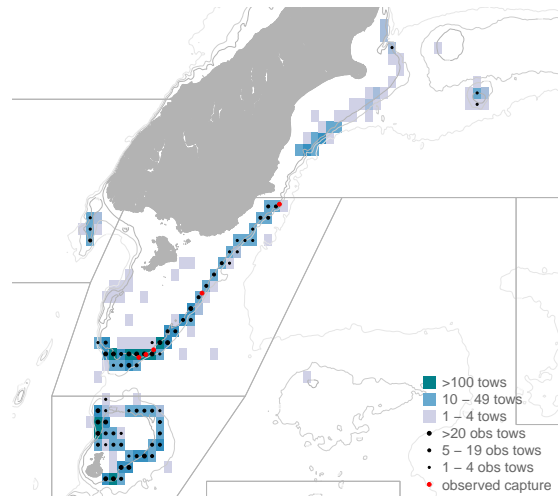 >100 tows
10 – 49 tows
1 – 4 tows
>20 obs tows
5 – 19 obs tows
1 – 4 obs tows
observed capture